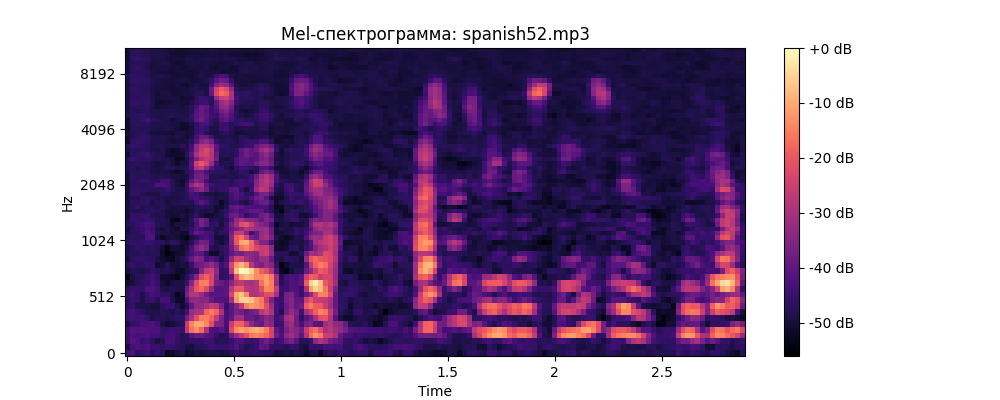 Mel-спектрограмма: spanish52.mp3
Hz
8192
4096
2048
1024
512
0
0 0.5 1 1.5 2 2.5
Time
+0 dB
-10 dB
-20 dB
-30 dB
-40 dB
-50 dB